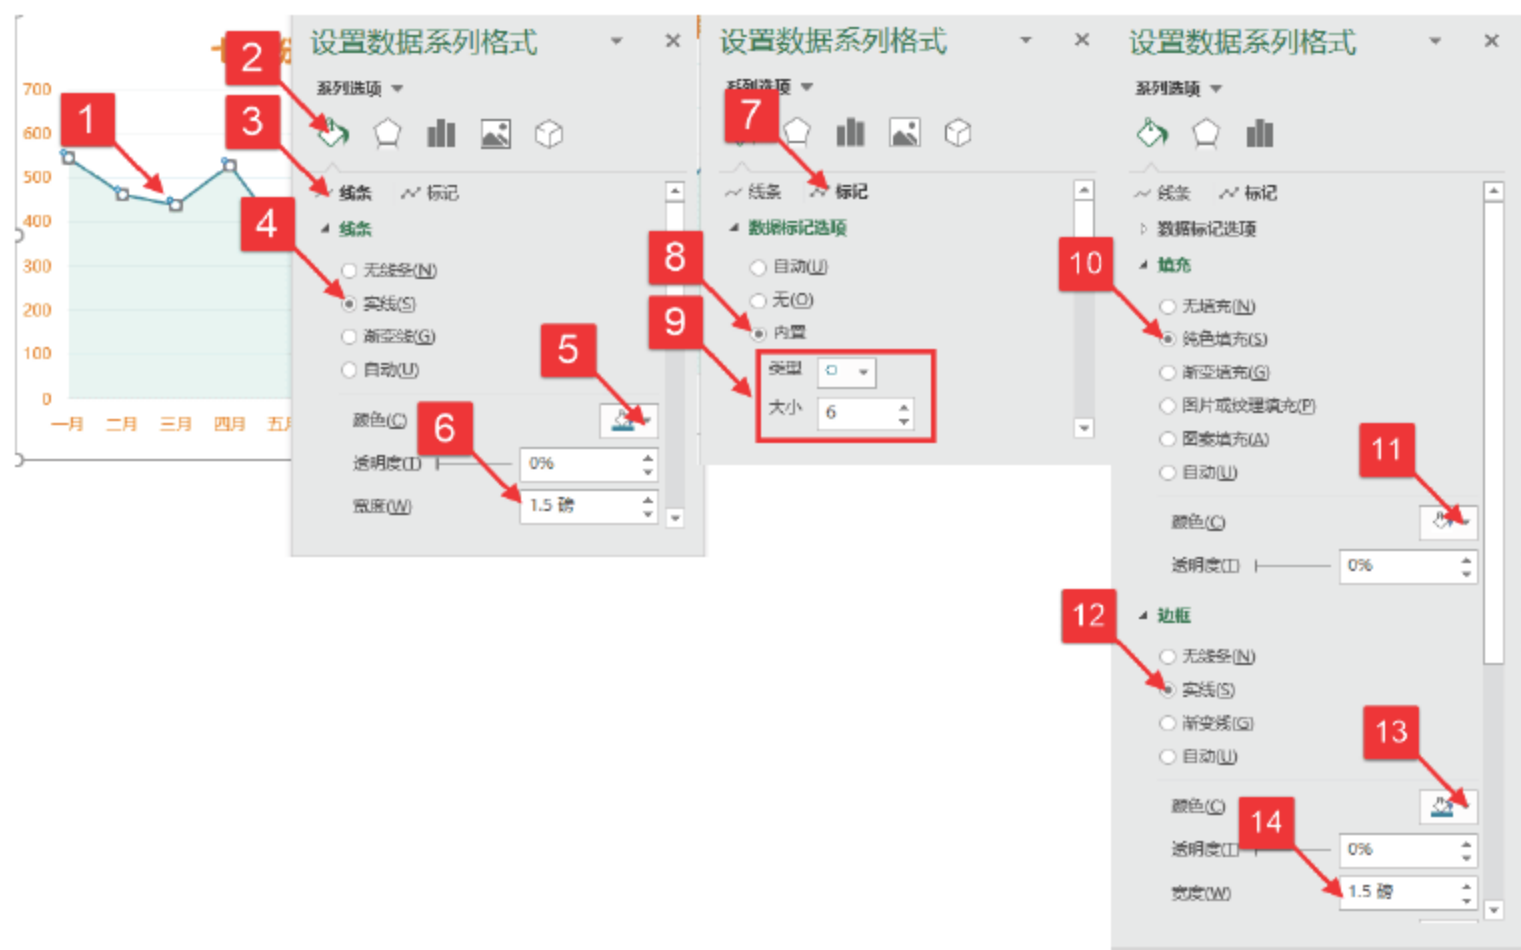 700
600
500
400
300
200
100
0
一月 二月 三月 四月 五月
1
2
3
4
5
6
设置数据系列格式
系列选项
线条 标记
线条
无线条(N)
实线(S)
渐变线(G)
自动(U)
颜色(C)
透明度(T) 0%
宽度(W) 1.5 磅
7
8
9
设置数据系列格式
系列选项
线条 标记
数据标记选项
自动(U)
无(O)
内置
类型
大小 6
10
11
12
13
14
设置数据系列格式
系列选项
线条 标记
数据标记选项
填充
无填充(N)
纯色填充(S)
渐变填充(G)
图片或纹理填充(P)
图案填充(A)
自动(U)
颜色(C)
透明度(T) 0%
边框
无线条(N)
实线(S)
渐变线(G)
自动(U)
颜色(C)
透明度(T) 0%
宽度(W) 1.5 磅